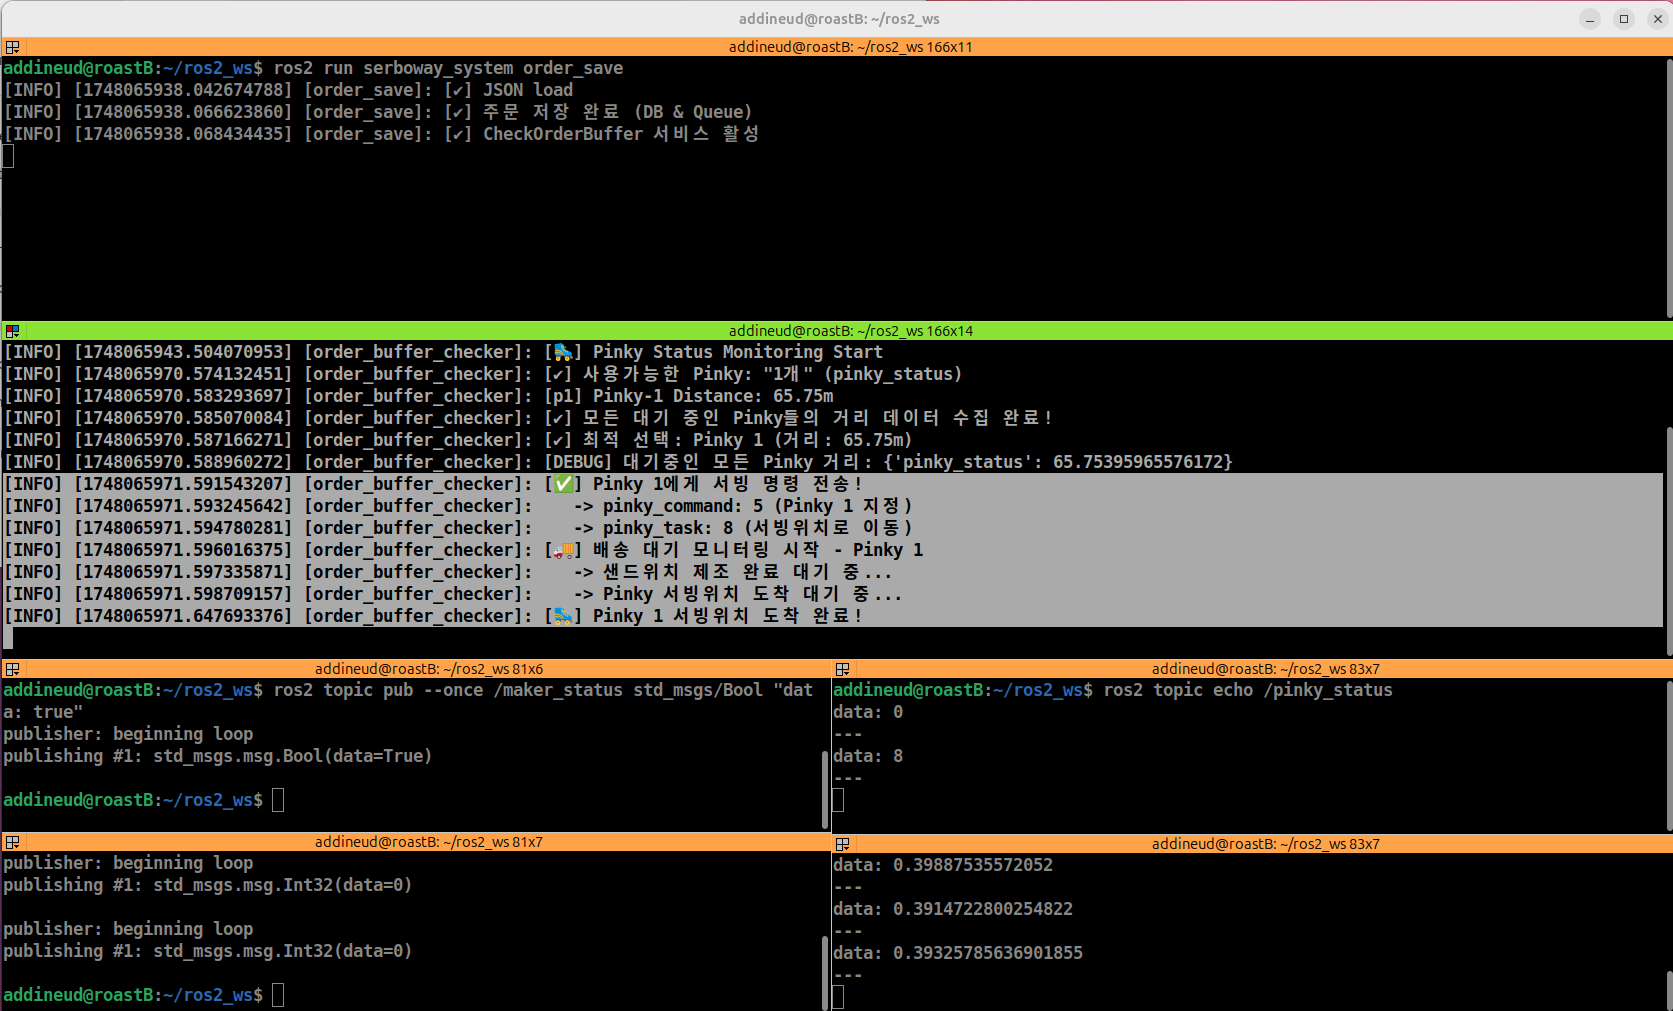 addineud@roastB: ~/ros2_ws
addineud@roastB: ~/ros2_ws 166x11
addineud@roastB:~/ros2_ws$ ros2 run serboway_system order_save
[INFO] [1748065938.042674788] [order_save]: [✔] JSON load
[INFO] [1748065938.066623860] [order_save]: [✔] 주문 저장 완료 (DB & Queue)
[INFO] [1748065938.068434435] [order_save]: [✔] CheckOrderBuffer 서비스 활성
addineud@roastB: ~/ros2_ws 166x14
[INFO] [1748065943.504070953] [order_buffer_checker]: [🛼] Pinky Status Monitoring Start
[INFO] [1748065970.574132451] [order_buffer_checker]: [✔] 사용가능한 Pinky: "1개" (pinky_status)
[INFO] [1748065970.583293697] [order_buffer_checker]: [p1] Pinky-1 Distance: 65.75m
[INFO] [1748065970.585070084] [order_buffer_checker]: [✔] 모든 대기 중인 Pinky들의 거리 데이터 수집 완료!
[INFO] [1748065970.587166271] [order_buffer_checker]: [✔] 최적 선택: Pinky 1 (거리: 65.75m)
[INFO] [1748065970.588960272] [order_buffer_checker]: [DEBUG] 대기중인 모든 Pinky 거리: {'pinky_status': 65.75395965576172}
[INFO] [1748065971.591543207] [order_buffer_checker]: [✅] Pinky 1에게 서빙 명령 전송!
[INFO] [1748065971.593245642] [order_buffer_checker]:    -> pinky_command: 5 (Pinky 1 지정)
[INFO] [1748065971.594780281] [order_buffer_checker]:    -> pinky_task: 8 (서빙위치로 이동)
[INFO] [1748065971.596016375] [order_buffer_checker]: [🚚] 배송 대기 모니터링 시작 - Pinky 1
[INFO] [1748065971.597335871] [order_buffer_checker]:    -> 샌드위치 제조 완료 대기 중...
[INFO] [1748065971.598709157] [order_buffer_checker]:    -> Pinky 서빙위치 도착 대기 중...
[INFO] [1748065971.647693376] [order_buffer_checker]: [🛼] Pinky 1 서빙위치 도착 완료!
addineud@roastB: ~/ros2_ws 81x6
addineud@roastB:~/ros2_ws$ ros2 topic pub --once /maker_status std_msgs/Bool "dat
a: true"
publisher: beginning loop
publishing #1: std_msgs.msg.Bool(data=True)
addineud@roastB:~/ros2_ws$
addineud@roastB: ~/ros2_ws 83x7
addineud@roastB:~/ros2_ws$ ros2 topic echo /pinky_status
data: 0
---
data: 8
---
addineud@roastB: ~/ros2_ws 81x7
publisher: beginning loop
publishing #1: std_msgs.msg.Int32(data=0)
publisher: beginning loop
publishing #1: std_msgs.msg.Int32(data=0)
addineud@roastB:~/ros2_ws$
addineud@roastB: ~/ros2_ws 83x7
data: 0.39887535572052
---
data: 0.3914722800254822
---
data: 0.39325785636901855
---